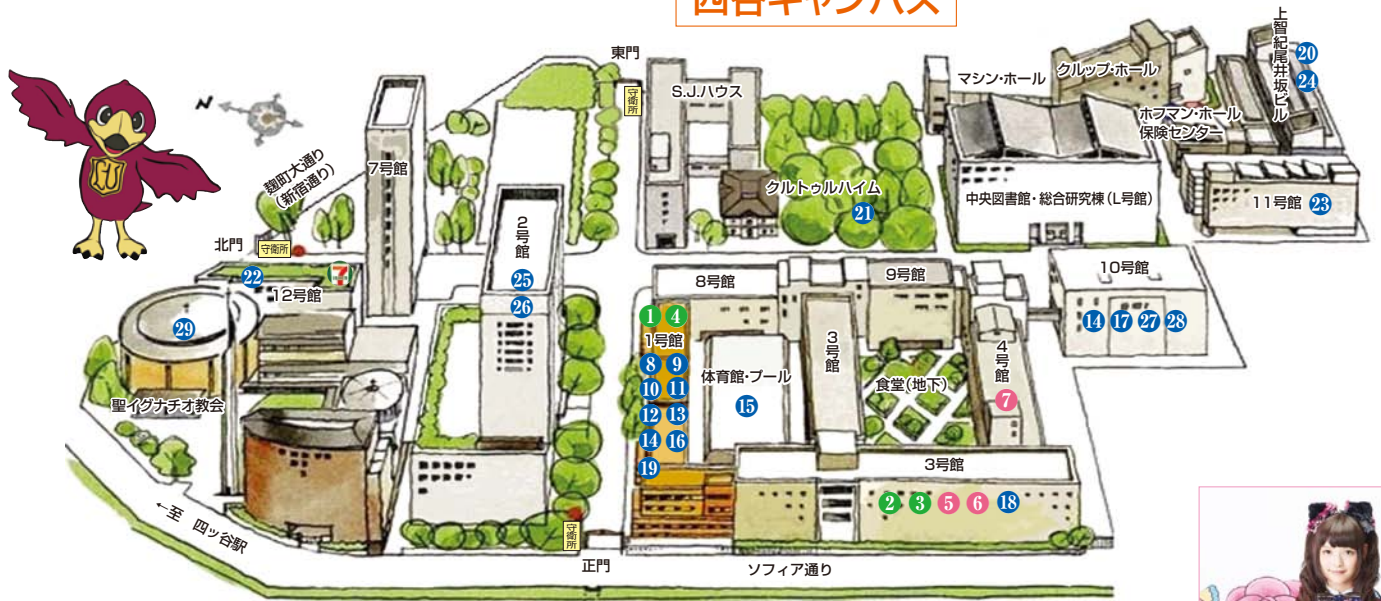 四谷キャンパス
東門
守衛所
S.J.ハウス
マシン・ホール
クルップ・ホール
上智紀尾井坂ビル
20
24
ホフマン・ホール
保険センター
N
麹町大通り
(新宿通り)
7号館
クルトゥルハイム
21
中央図書館・総合研究棟(L号館)
11号館 23
北門
守衛所
2号館
25
26
22
7
12号館
29
8号館
9号館
10号館
14 17 27 28
1 4
1号館
8 9
10 11
12 13
14 16
19
体育館・プール
15
3号館
食堂(地下)
4号館
7
聖イグナチオ教会
3号館
2 3 5 6 18
←至 四ッ谷駅
守衛所
正門
ソフィア通り